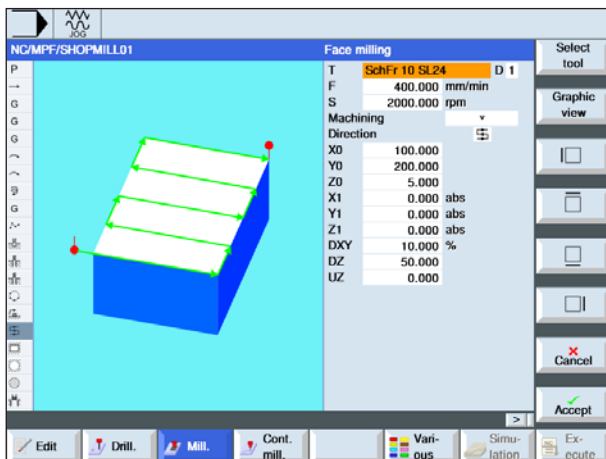 JOG
NC/MPF/SHOPMILL01
Face milling
Select tool
T SchFr 10 SL24 D 1
F 400.000 mm/min
S 2000.000 rpm
Machining v
Direction
X0 100.000
Y0 200.000
Z0 5.000
X1 0.000 abs
Y1 0.000 abs
Z1 0.000 abs
DXY 10.000 %
DZ 50.000
UZ 0.000
P
G
G
G
G
Graphic view
Cancel
Accept
>
Edit
Drill.
Mill.
Cont. mill.
Vari-
ous
Simu-
lation
Ex-
ecute